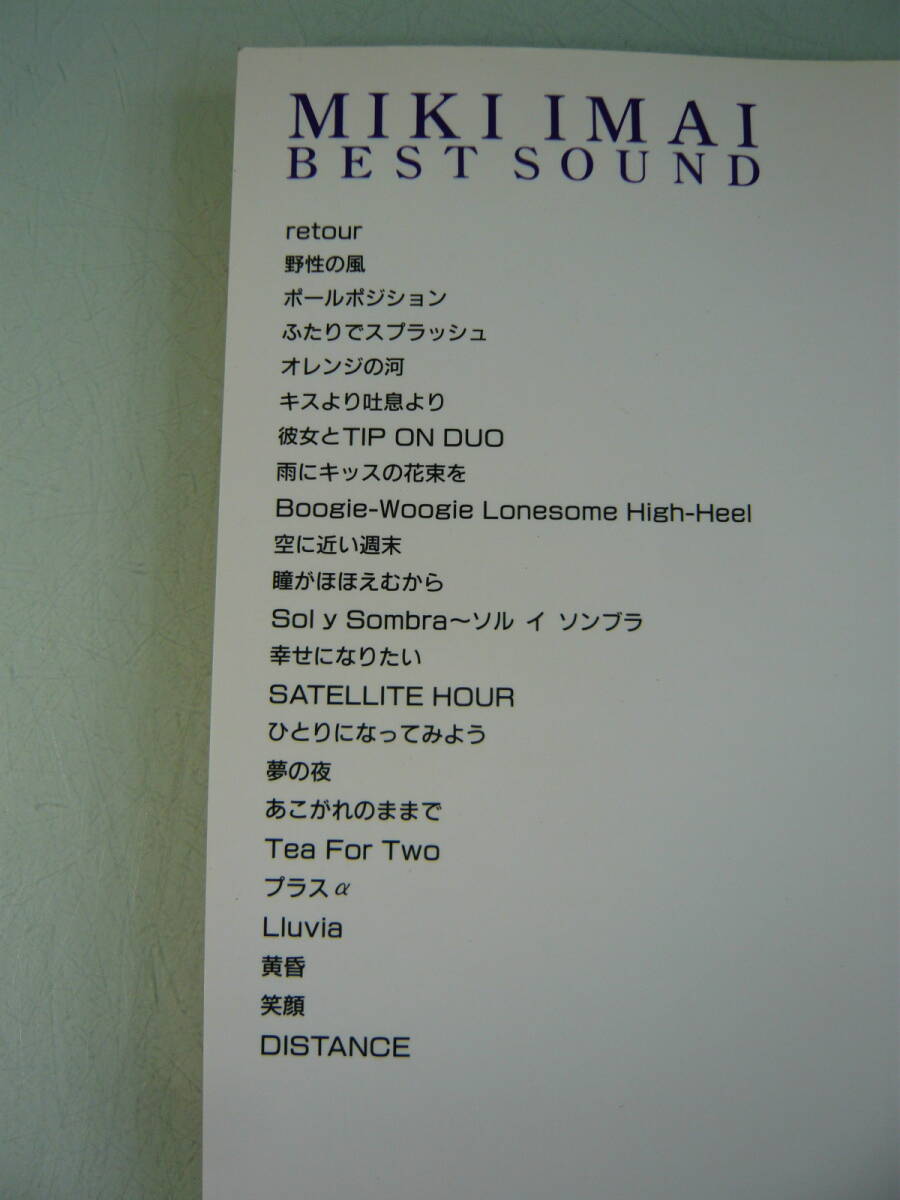 MIKI IMAI
BEST SOUND
retour
野性の風
ポールポジション
ふたりでスプラッシュ
オレンジの河
キスより吐息より
彼女とTIP ON DUO
雨にキッスの花束を
Boogie-Woogie Lonesome High-Heel
空に近い週末
瞳がほほえむから
Sol y Sombra〜ソル イ ソンブラ
幸せになりたい
SATELLITE HOUR
ひとりになってみよう
夢の夜
あこがれのままで
Tea For Two
プラスα
Lluvia
黄昏
笑顔
DISTANCE